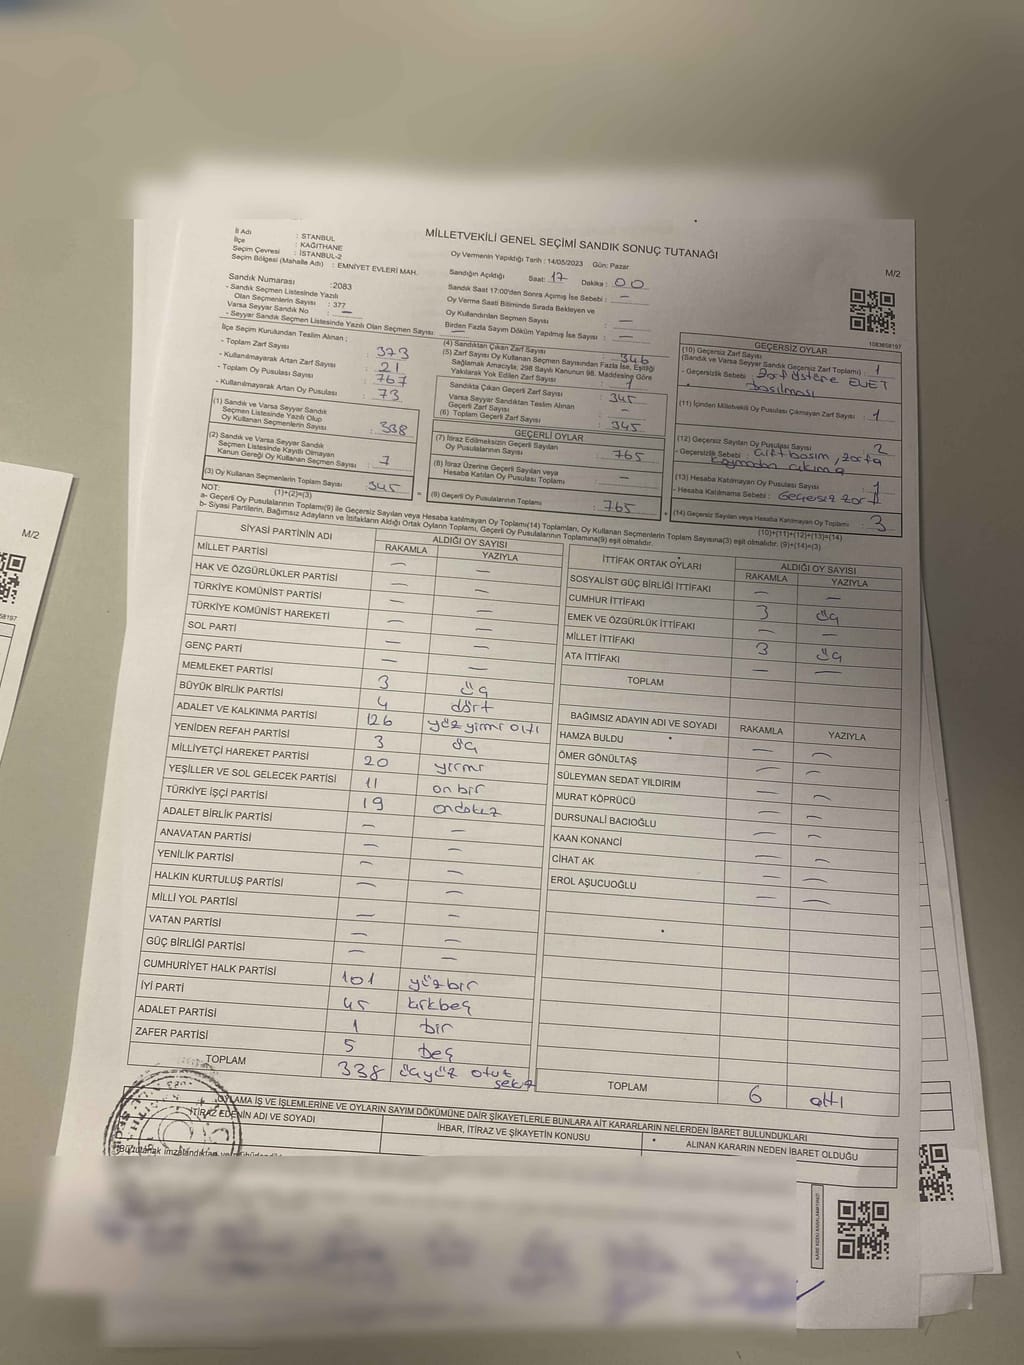 MİLLETVEKİLİ GENEL SEÇİMİ SANDIK SONUÇ TUTANAĞI
M/2
İl Adı : STANBUL
İlçe : KAĞITHANE
Seçim Çevresi : İSTANBUL-2
Seçim Bölgesi (Mahalle Adı) : EMNİYET EVLERİ MAH.
Oy Vermenin Yapıldığı Tarih : 14/05/2023 Gün: Pazar
Sandığın Açıldığı Saat: 17 Dakika : 00
Sandık Saat 17:00'den Sonra Açımış İse Sebebi : —
Oy Verme Saati Bitiminde Sırada Bekleyen ve
Oy Kullandırılan Seçmen Sayısı : —
Birden Fazla Sayım Döküm Yapılmış İse Sayısı : —
1083658197
Sandık Numarası :2083
- Sandık Seçmen Listesinde Yazılı
Olan Seçmenlerin Sayısı : 377
Varsa Seyyar Sandık No : —
- Seyyar Sandık Seçmen Listesinde Yazılı Olan Seçmen Sayısı: —
İlçe Seçim Kurulundan Teslim Alınan ;
- Toplam Zarf Sayısı : 373
- Kullanılmayarak Artan Zarf Sayısı : 21
- Toplam Oy Pusulası Sayısı : 767
- Kullanılmayarak Artan Oy Pusulası : 73
(1) Sandık ve Varsa Seyyar Sandık
Seçmen Listesinde Yazılı Olup
Oy Kullanan Seçmenlerin Sayısı : 338
(2) Sandık ve Varsa Seyyar Sandık
Seçmen Listesinde Kayıtlı Olmayan
Kanun Gereği Oy Kullanan Seçmen Sayısı : 7
(3) Oy Kullanan Seçmenlerin Toplam Sayısı : 345
(1)+(2)=(3)
(4) Sandıktan Çıkan Zarf Sayısı : 346
(5) Zarf Sayısı Oy Kullanan Seçmen Sayısından Fazla İse, Eşitliği
Sağlamak Amacıyla, 298 Sayılı Kanunun 98. Maddesine Göre
Yakılarak Yok Edilen Zarf Sayısı : 1
Sandıkta Çıkan Geçerli Zarf Sayısı : 345
Varsa Seyyar Sandıktan Teslim Alınan
Geçerli Zarf Sayısı : —
(6) Toplam Geçerli Zarf Sayısı : 345
GEÇERLİ OYLAR
(7) İtiraz Edilmeksizin Geçerli Sayılan
Oy Pusulalarının Sayısı : 765
(8) İtiraz Üzerine Geçerli Sayılan veya
Hesaba Katılan Oy Pusulası Toplamı : —
(9) Geçerli Oy Pusulalarının Toplamı : 765
GEÇERSİZ OYLAR
(10) Geçersiz Zarf Sayısı
(Sandık ve Varsa Seyyar Sandık Geçersiz Zarf Toplamı) : 1
- Geçersizlik Sebebi : Zarf üstüne EVET
basılması
(11) İçinden Milletvekili Oy Pusulası Çıkmayan Zarf Sayısı : 1
(12) Geçersiz Sayılan Oy Pusulası Sayısı : 2
- Geçersizlik Sebebi : çift basım, zarfa
(13) Hesaba Katılmayan Oy Pusulası Sayısı : 1
- Hesaba Katılmama Sebebi : Geçersiz zarf
(14) Geçersiz Sayılan veya Hesaba Katılmayan Oy Toplamı : 3
(10)+(11)+(12)+(13)=(14)
NOT:
a- Geçerli Oy Pusulalarının Toplamı(9) ile Geçersiz Sayılan veya Hesaba katılmayan Oy Toplamı(14) Toplamları, Oy Kullanan Seçmenlerin Toplam Sayısına(3) eşit olmalıdır. (9)+(14)=(3)
b- Siyasi Partilerin, Bağımsız Adayların ve İttifakların Aldığı Ortak Oyların Toplamı, Geçerli Oy Pusulalarının Toplamına(9) eşit olmalıdır.
SİYASİ PARTİNİN ADI ALDIĞI OY SAYISI
RAKAMLA YAZIYLA
MİLLET PARTİSİ — —
HAK VE ÖZGÜRLÜKLER PARTİSİ — —
TÜRKİYE KOMÜNİST PARTİSİ — —
TÜRKİYE KOMÜNİST HAREKETİ — —
SOL PARTİ — —
GENÇ PARTİ — —
MEMLEKET PARTİSİ 3 üç
BÜYÜK BİRLİK PARTİSİ 4 dört
ADALET VE KALKINMA PARTİSİ 126 yüz yirmi altı
YENİDEN REFAH PARTİSİ 3 üç
MİLLİYETÇİ HAREKET PARTİSİ 20 yirmi
YEŞİLLER VE SOL GELECEK PARTİSİ 11 on bir
TÜRKİYE İŞÇİ PARTİSİ 19 ondokuz
ADALET BİRLİK PARTİSİ — —
ANAVATAN PARTİSİ — —
YENİLİK PARTİSİ — —
HALKIN KURTULUŞ PARTİSİ — —
MİLLİ YOL PARTİSİ — —
VATAN PARTİSİ — —
GÜÇ BİRLİĞİ PARTİSİ — —
CUMHURİYET HALK PARTİSİ 101 yüzbir
İYİ PARTİ 45 kırkbeş
ADALET PARTİSİ 1 bir
ZAFER PARTİSİ 5 beş
TOPLAM 338 üçyüz otuz
sekiz
İTTİFAK ORTAK OYLARI ALDIĞI OY SAYISI
RAKAMLA YAZIYLA
SOSYALİST GÜÇ BİRLİĞİ İTTİFAKI — —
CUMHUR İTTİFAKI 3 üç
EMEK VE ÖZGÜRLÜK İTTİFAKI — —
MİLLET İTTİFAKI 3 üç
ATA İTTİFAKI — —
TOPLAM
BAĞIMSIZ ADAYIN ADI VE SOYADI RAKAMLA YAZIYLA
HAMZA BULDU — —
ÖMER GÖNÜLTAŞ — —
SÜLEYMAN SEDAT YILDIRIM — —
MURAT KÖPRÜCÜ — —
DURSUNALİ BACIOĞLU — —
KAAN KONANCİ — —
CİHAT AK — —
EROL AŞUCUOĞLU — —
TOPLAM 6 altı
OYLAMA İŞ VE İŞLEMLERİNE VE OYLARIN SAYIM DÖKÜMÜNE DAİR ŞİKAYETLERLE BUNLARA AİT KARARLARIN NELERDEN İBARET BULUNDUKLARI
İTİRAZ EDENİN ADI VE SOYADI İHBAR, İTİRAZ VE ŞİKAYETİN KONUSU ALINAN KARARIN NEDEN İBARET OLDUĞU
M/2
58197